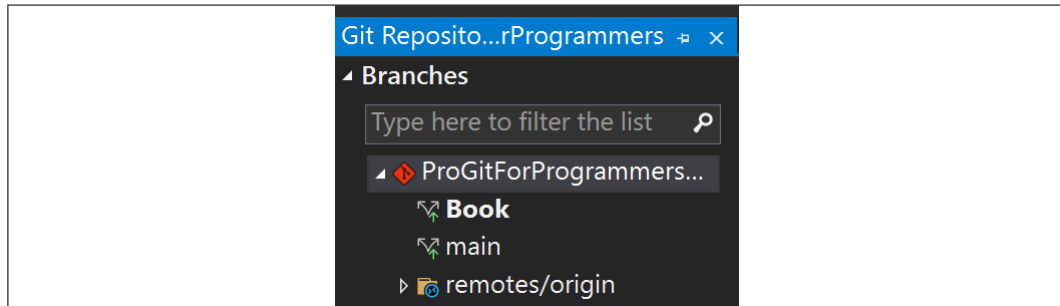 Git Reposito...rProgrammers
Branches
Type here to filter the list
ProGitForProgrammers...
Book
main
remotes/origin